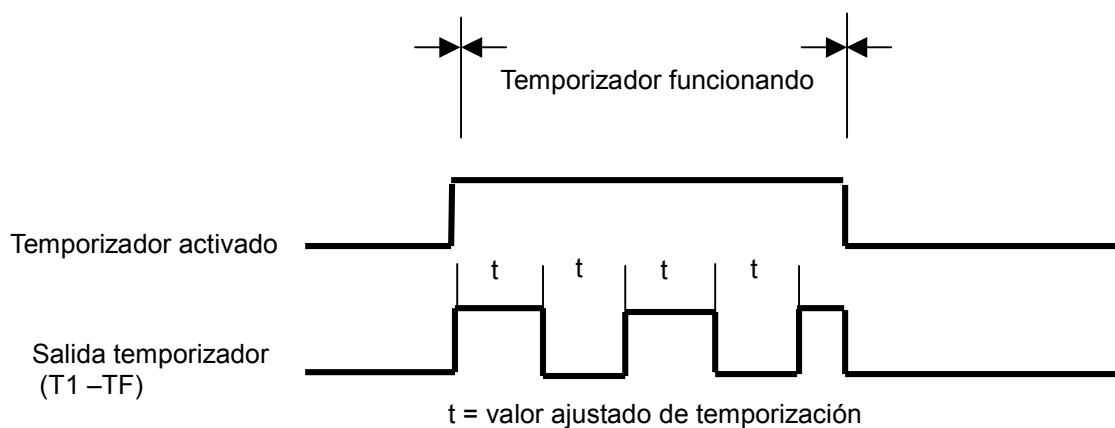 Temporizador funcionando
Temporizador activado
t t t t
Salida temporizador
(T1 –TF)
t = valor ajustado de temporización